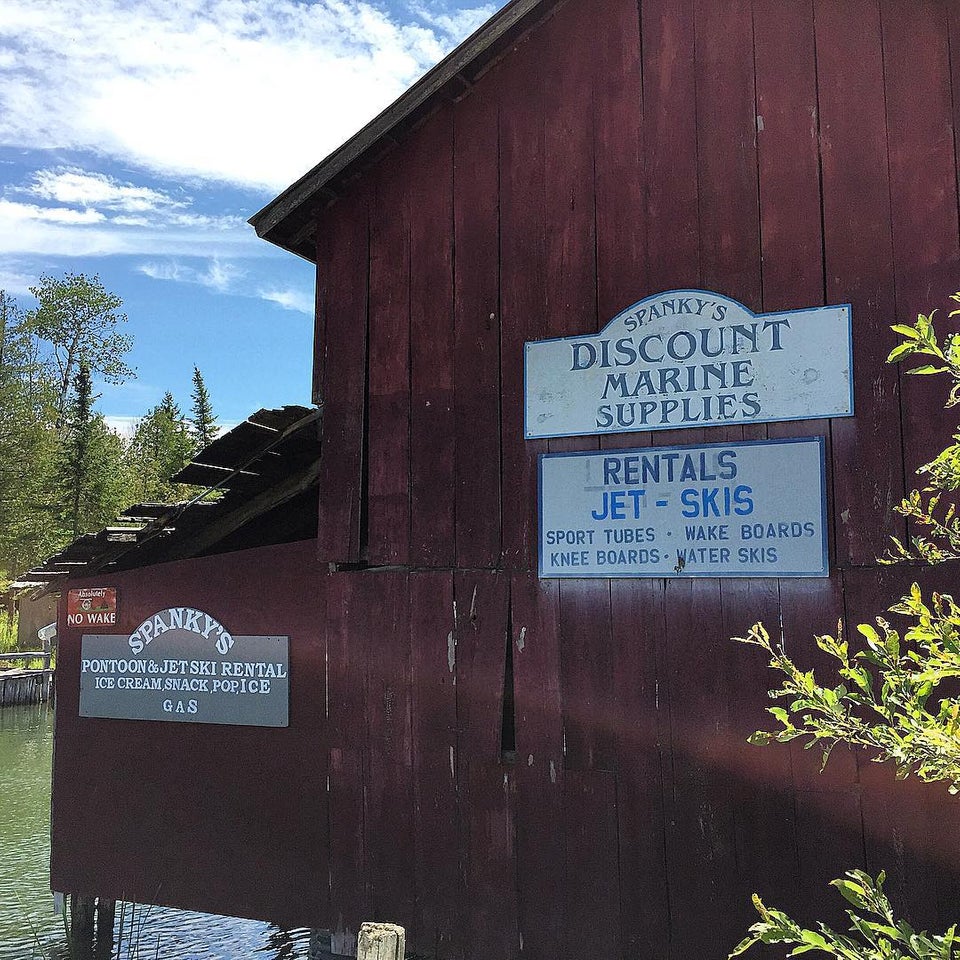 SPANKY'S
DISCOUNT
MARINE
SUPPLIES
RENTALS
JET - SKIS
SPORT TUBES · WAKE BOARDS
KNEE BOARDS · WATER SKIS
Absolutely
NO WAKE
SPANKY'S
PONTOON & JET SKI RENTAL
ICE CREAM, SNACK, POP, ICE
GAS